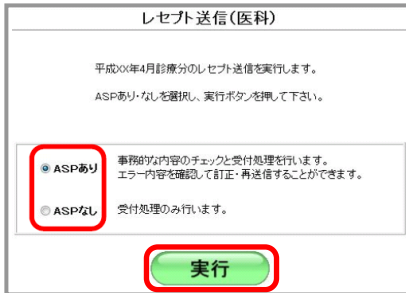 レセプト送信(医科)
平成XX年4月診療分のレセプト送信を実行します。
ASPあり・なしを選択し、実行ボタンを押して下さい。
ASPあり
事務的な内容のチェックと受付処理を行います。
エラー内容を確認して訂正・再送信することができます。
ASPなし
受付処理のみ行います。
実行